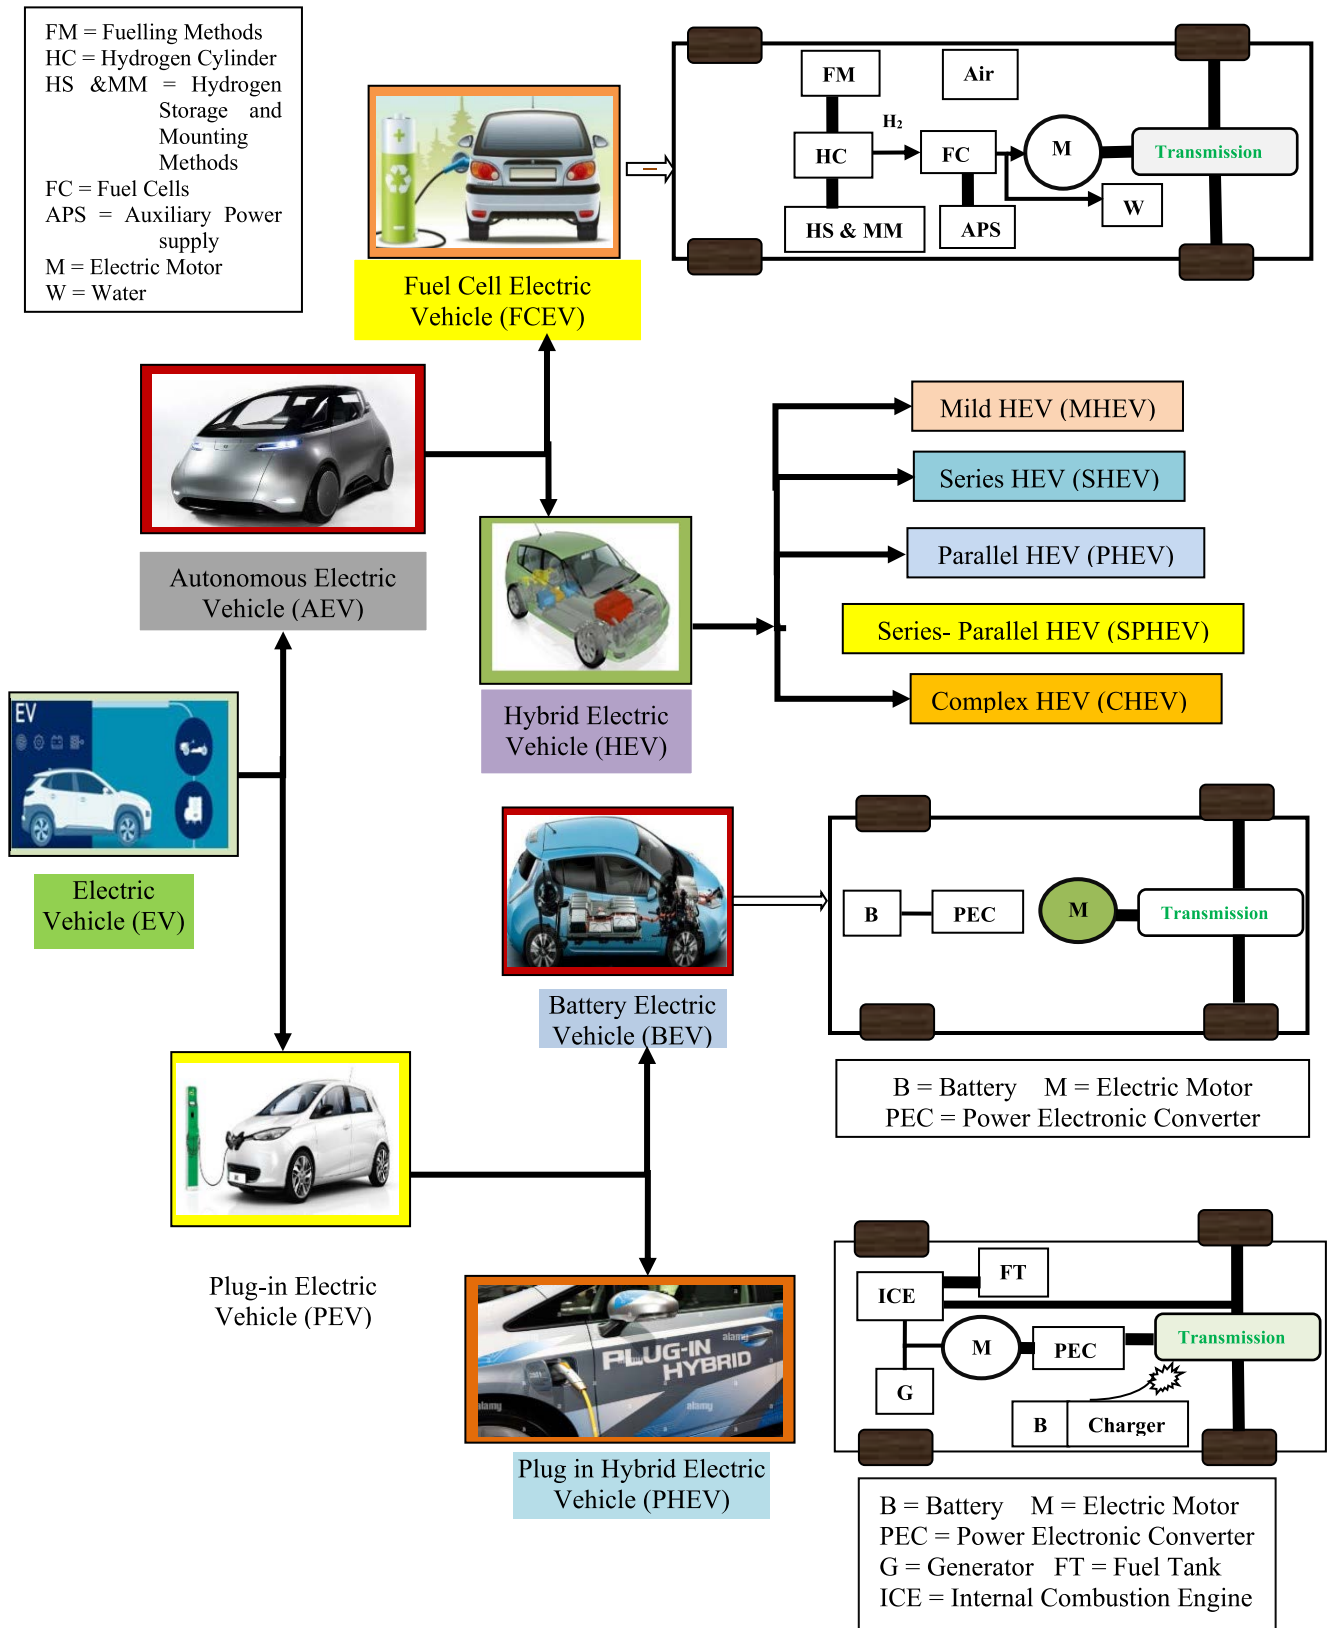 FM = Fuelling Methods
HC = Hydrogen Cylinder
HS &MM = Hydrogen
Storage and
Mounting
Methods
FC = Fuel Cells
APS = Auxiliary Power
supply
M = Electric Motor
W = Water
Fuel Cell Electric
Vehicle (FCEV)
FM
Air
H₂
HC
FC
M
Transmission
W
HS & MM
APS
Autonomous Electric
Vehicle (AEV)
Mild HEV (MHEV)
Series HEV (SHEV)
Parallel HEV (PHEV)
Series- Parallel HEV (SPHEV)
Complex HEV (CHEV)
Hybrid Electric
Vehicle (HEV)
EV
Electric
Vehicle (EV)
Battery Electric
Vehicle (BEV)
B
PEC
M
Transmission
B = Battery M = Electric Motor
PEC = Power Electronic Converter
Plug-in Electric
Vehicle (PEV)
PLUG-IN
HYBRID
alamy
alamy
alamy
Plug in Hybrid Electric
Vehicle (PHEV)
FT
ICE
Transmission
M
PEC
G
B
Charger
B = Battery M = Electric Motor
PEC = Power Electronic Converter
G = Generator FT = Fuel Tank
ICE = Internal Combustion Engine